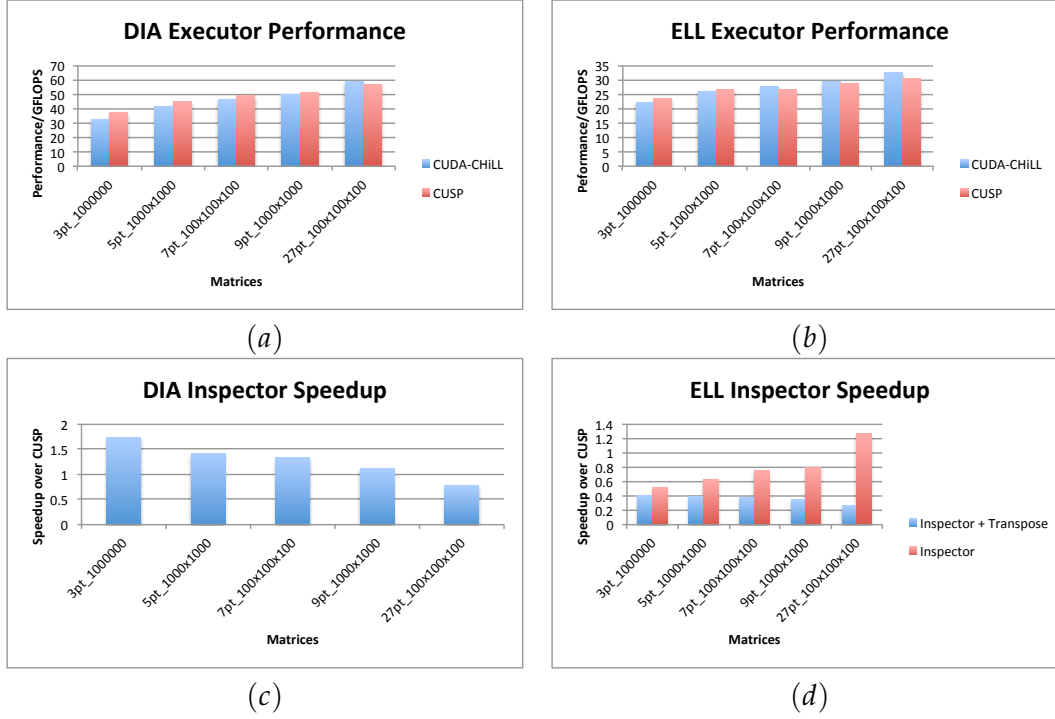 DIA Executor Performance
Performance/GFLOPS
70
60
50
40
30
20
10
0
3pt_1000000
5pt_1000x1000
7pt_100x100x100
9pt_1000x1000
27pt_100x100x100
Matrices
CUDA-CHiLL
CUSP
(a)
ELL Executor Performance
Peformance/GFLOPS
35
30
25
20
15
10
5
0
3pt_1000000
5pt_1000x1000
7pt_100x100x100
9pt_1000x1000
27pt_100x100x100
Matrices
CUDA-CHiLL
CUSP
(b)
DIA Inspector Speedup
Speedup over CUSP
2
1.5
1
0.5
0
3pt_1000000
5pt_1000x1000
7pt_100x100x100
9pt_1000x1000
27pt_100x100x100
Matrices
(c)
ELL Inspector Speedup
Speedup over CUSP
1.4
1.2
1
0.8
0.6
0.4
0.2
0
3pt_1000000
5pt_1000x1000
7pt_100x100x100
9pt_1000x1000
27pt_100x100x100
Matrices
Inspector + Transpose
Inspector
(d)